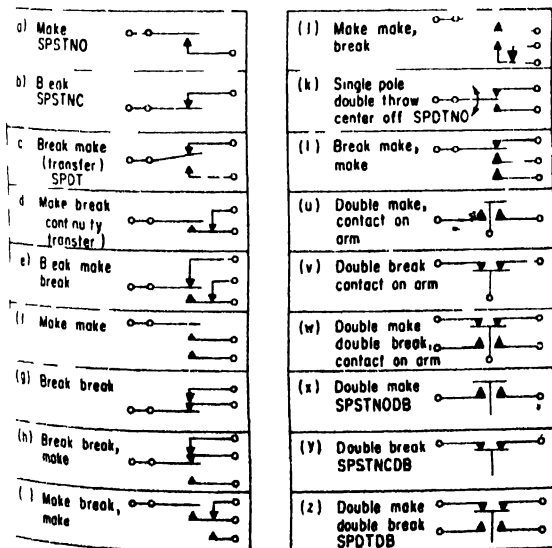 a) Make
SPSTNO
b) B eak
SPSTNC
c Break make
(transfer)
SPDT
d Make break
cont nuty
transfer)
e) B eak make
break
(f Make make
(g) Break break
(h) Break break,
make
( ) Make break,
make
(j) Make make,
break
(k) Single pole
double throw
center off SPDTNO
(l) Break make,
make
(u) Double make,
contact on
arm
(v) Double break
contact on arm
(w) Double make
double break,
contact on arm
(x) Double make
SPSTNODB
(y) Double break
SPSTNCDB
(z) Double make
double break
SPDTDB